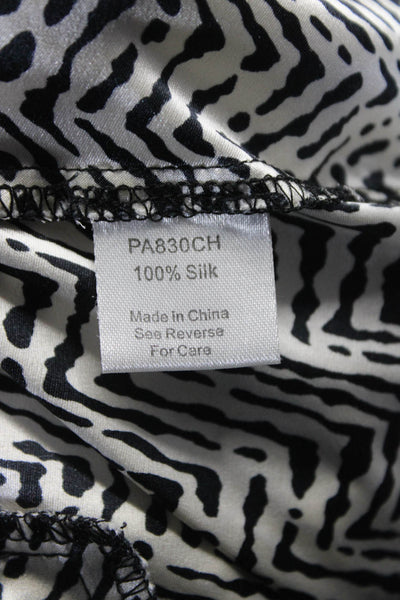 PA830CH
100% Silk
Made in China
See Reverse
For Care